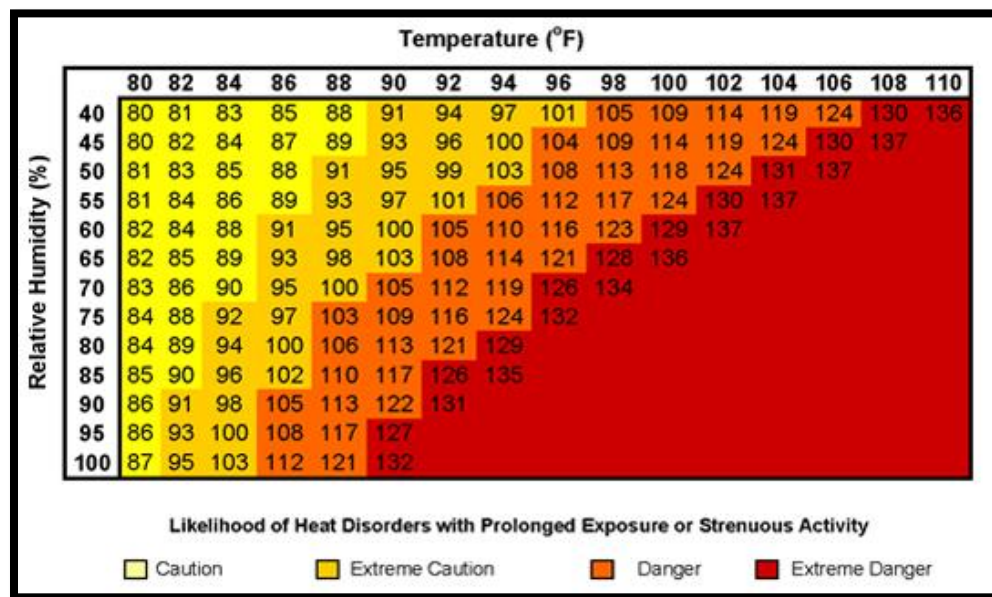 Temperature (°F)
80 82 84 86 88 90 92 94 96 98 100 102 104 106 108 110
Relative Humidity (%)
40 80 81 83 85 88 91 94 97 101 105 109 114 119 124 130 136
45 80 82 84 87 89 93 96 100 104 109 114 119 124 130 137
50 81 83 85 88 91 95 99 103 108 113 118 124 131 137
55 81 84 86 89 93 97 101 106 112 117 124 130 137
60 82 84 88 91 95 100 105 110 116 123 129 137
65 82 85 89 93 98 103 108 114 121 128 136
70 83 86 90 95 100 105 112 119 126 134
75 84 88 92 97 103 109 116 124 132
80 84 89 94 100 106 113 121 129
85 85 90 96 102 110 117 126 135
90 86 91 98 105 113 122 131
95 86 93 100 108 117 127
100 87 95 103 112 121 132
Likelihood of Heat Disorders with Prolonged Exposure or Strenuous Activity
Caution Extreme Caution Danger Extreme Danger